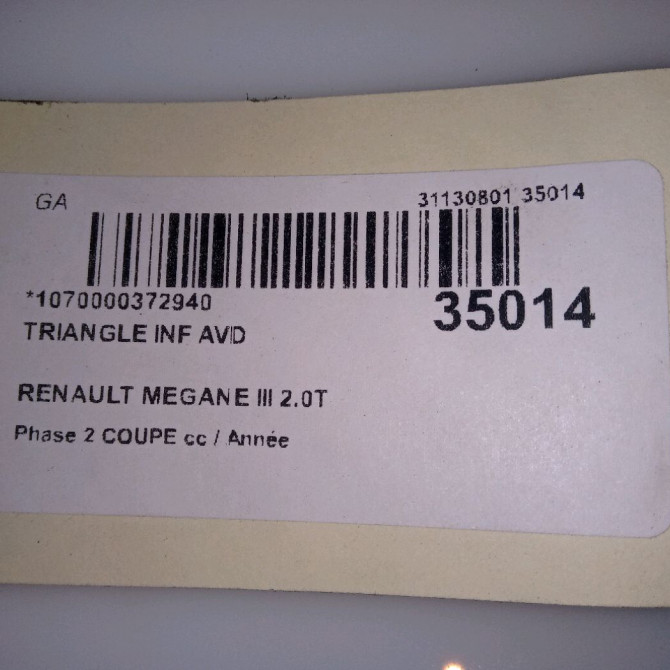 GA 31130801 35014
*1070000372940 35014
TRIANGLE INF AVD
RENAULT MEGANE III 2.0T
Phase 2 COUPE cc / Année